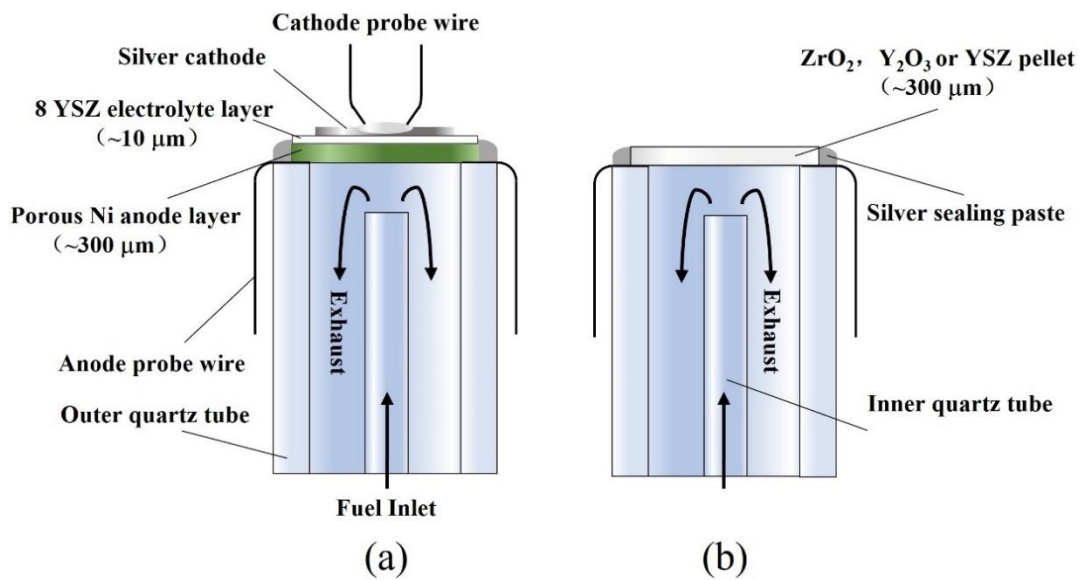 Cathode probe wire
Silver cathode
8 YSZ electrolyte layer
（~10 μm）
Porous Ni anode layer
（~300 μm）
Exhaust
Anode probe wire
Outer quartz tube
Fuel Inlet
(a)
ZrO₂， Y₂O₃ or YSZ pellet
（~300 μm）
Silver sealing paste
Exhaust
Inner quartz tube
(b)